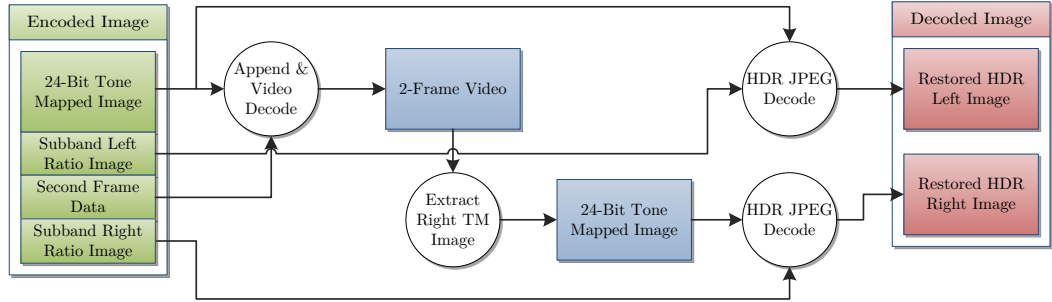 Encoded Image
24-Bit Tone
Mapped Image
Subband Left
Ratio Image
Second Frame
Data
Subband Right
Ratio Image
Append &
Video
Decode
2-Frame Video
Extract
Right TM
Image
24-Bit Tone
Mapped Image
HDR JPEG
Decode
HDR JPEG
Decode
Decoded Image
Restored HDR
Left Image
Restored HDR
Right Image